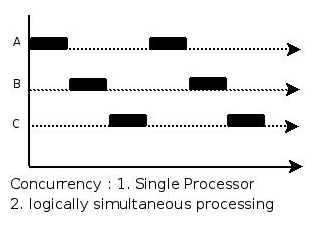 A
B
C
Concurrency : 1. Single Processor
2. logically simultaneous processing